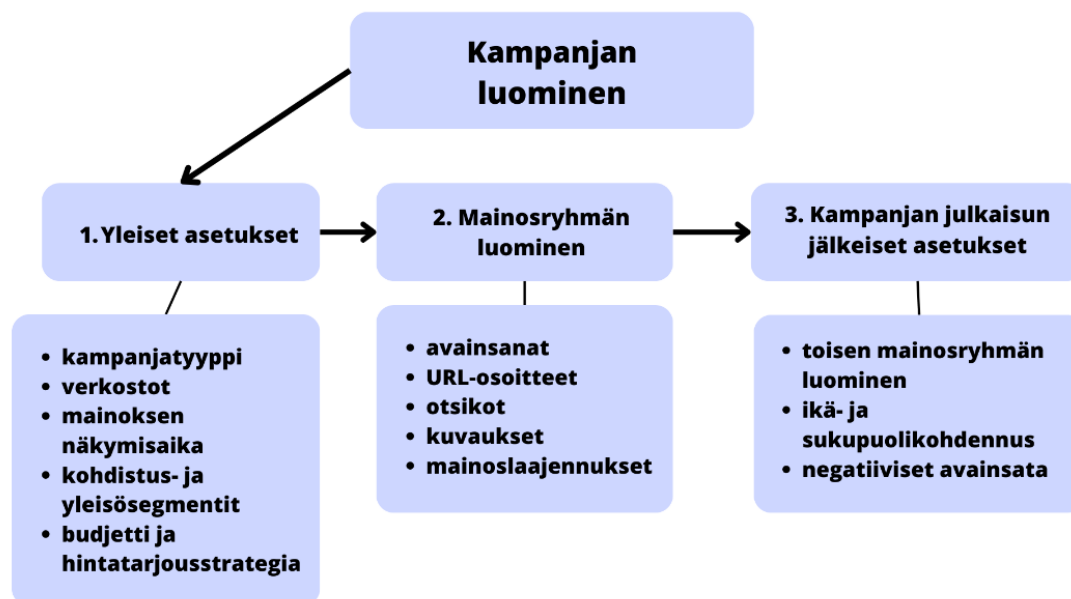 Kampanjan
luominen
1. Yleiset asetukset
2. Mainosryhmän
luominen
3. Kampanjan julkaisun
jälkeiset asetukset
• kampanjatyyppi
• verkostot
• mainoksen
näkymisaika
• kohdistus- ja
yleisösegmentit
• budjetti ja
hintatarjousstrategia
• avainsanat
• URL-osoitteet
• otsikot
• kuvaukset
• mainoslaajennukset
• toisen mainosryhmän
luominen
• ikä- ja
sukupuolikohdennus
• negatiiviset avainsata